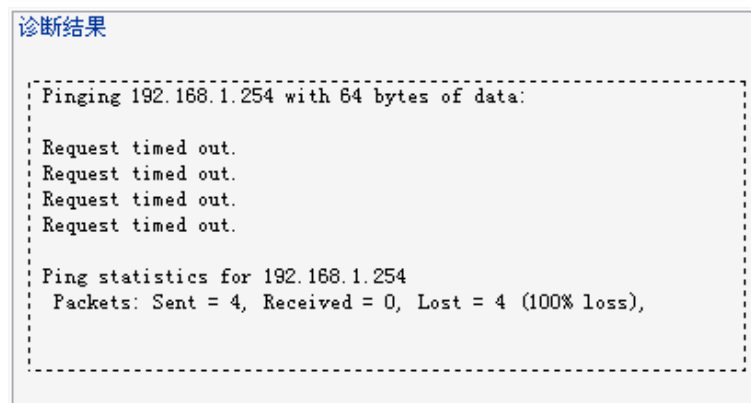 诊断结果
Pinging 192.168.1.254 with 64 bytes of data:
Request timed out.
Request timed out.
Request timed out.
Request timed out.
Ping statistics for 192.168.1.254
Packets: Sent = 4, Received = 0, Lost = 4 (100% loss),